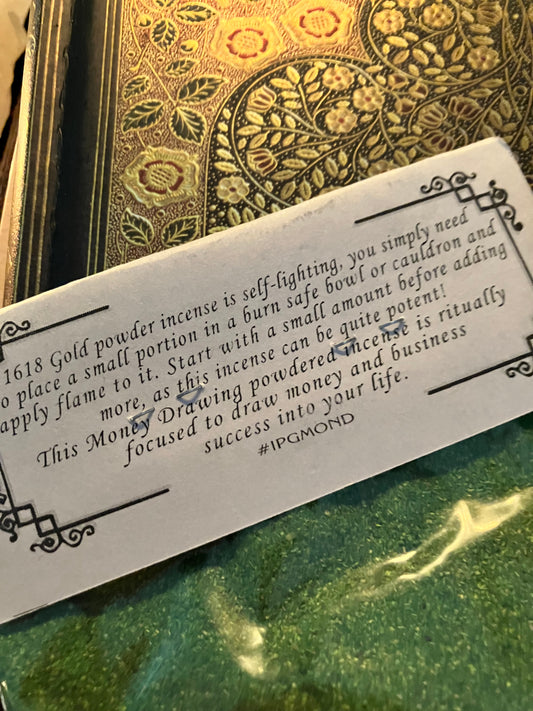 1618 Gold powder incense is self-lighting, you simply need
o place a small portion in a burn safe bowl or cauldron and
apply flame to it. Start with a small amount before adding
more, as this incense can be quite potent!
This Money Drawing powdered incense is ritually
focused to draw money and business
success into your life.
#IPGMOND